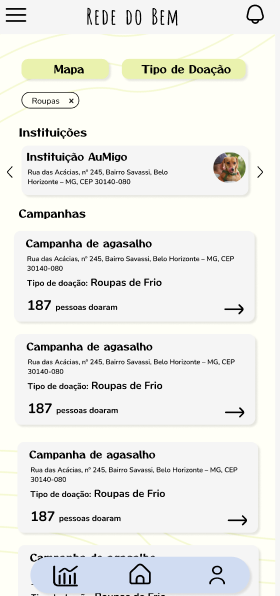 Rede do Bem
Mapa
Tipo de Doação
Roupas x
Instituições
Instituição AuMigo
Rua das Acácias, nº 245, Bairro Savassi, Belo
Horizonte – MG, CEP 30140-080
Campanhas
Campanha de agasalho
Rua das Acácias, nº 245, Bairro Savassi, Belo Horizonte – MG, CEP
30140-080
Tipo de doação: Roupas de Frio
187 pessoas doaram
Campanha de agasalho
Rua das Acácias, nº 245, Bairro Savassi, Belo Horizonte – MG, CEP
30140-080
Tipo de doação: Roupas de Frio
187 pessoas doaram
Campanha de agasalho
Rua das Acácias, nº 245, Bairro Savassi, Belo Horizonte – MG, CEP
30140-080
Tipo de doação: Roupas de Frio
187 pessoas doaram
Campanha de agasalho